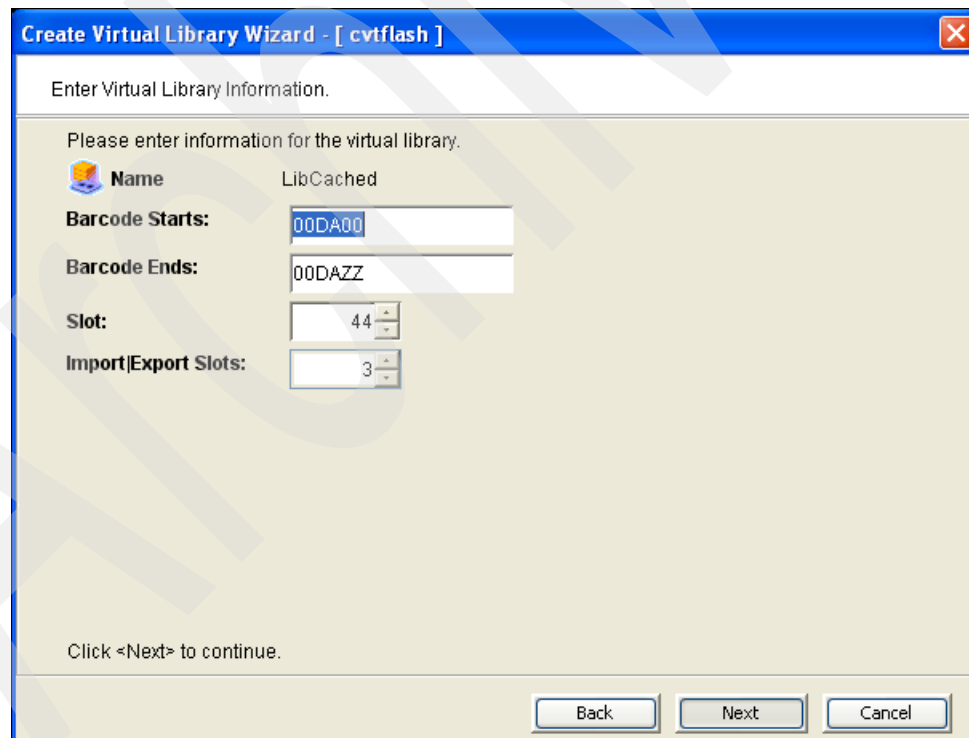 Create Virtual Library Wizard - [ cvtflash ]
Enter Virtual Library Information.
Please enter information for the virtual library.
Name LibCached
Barcode Starts: 00DA00
Barcode Ends: 00DAZZ
Slot: 44
Import|Export Slots: 3
Click <Next> to continue.
Back Next Cancel